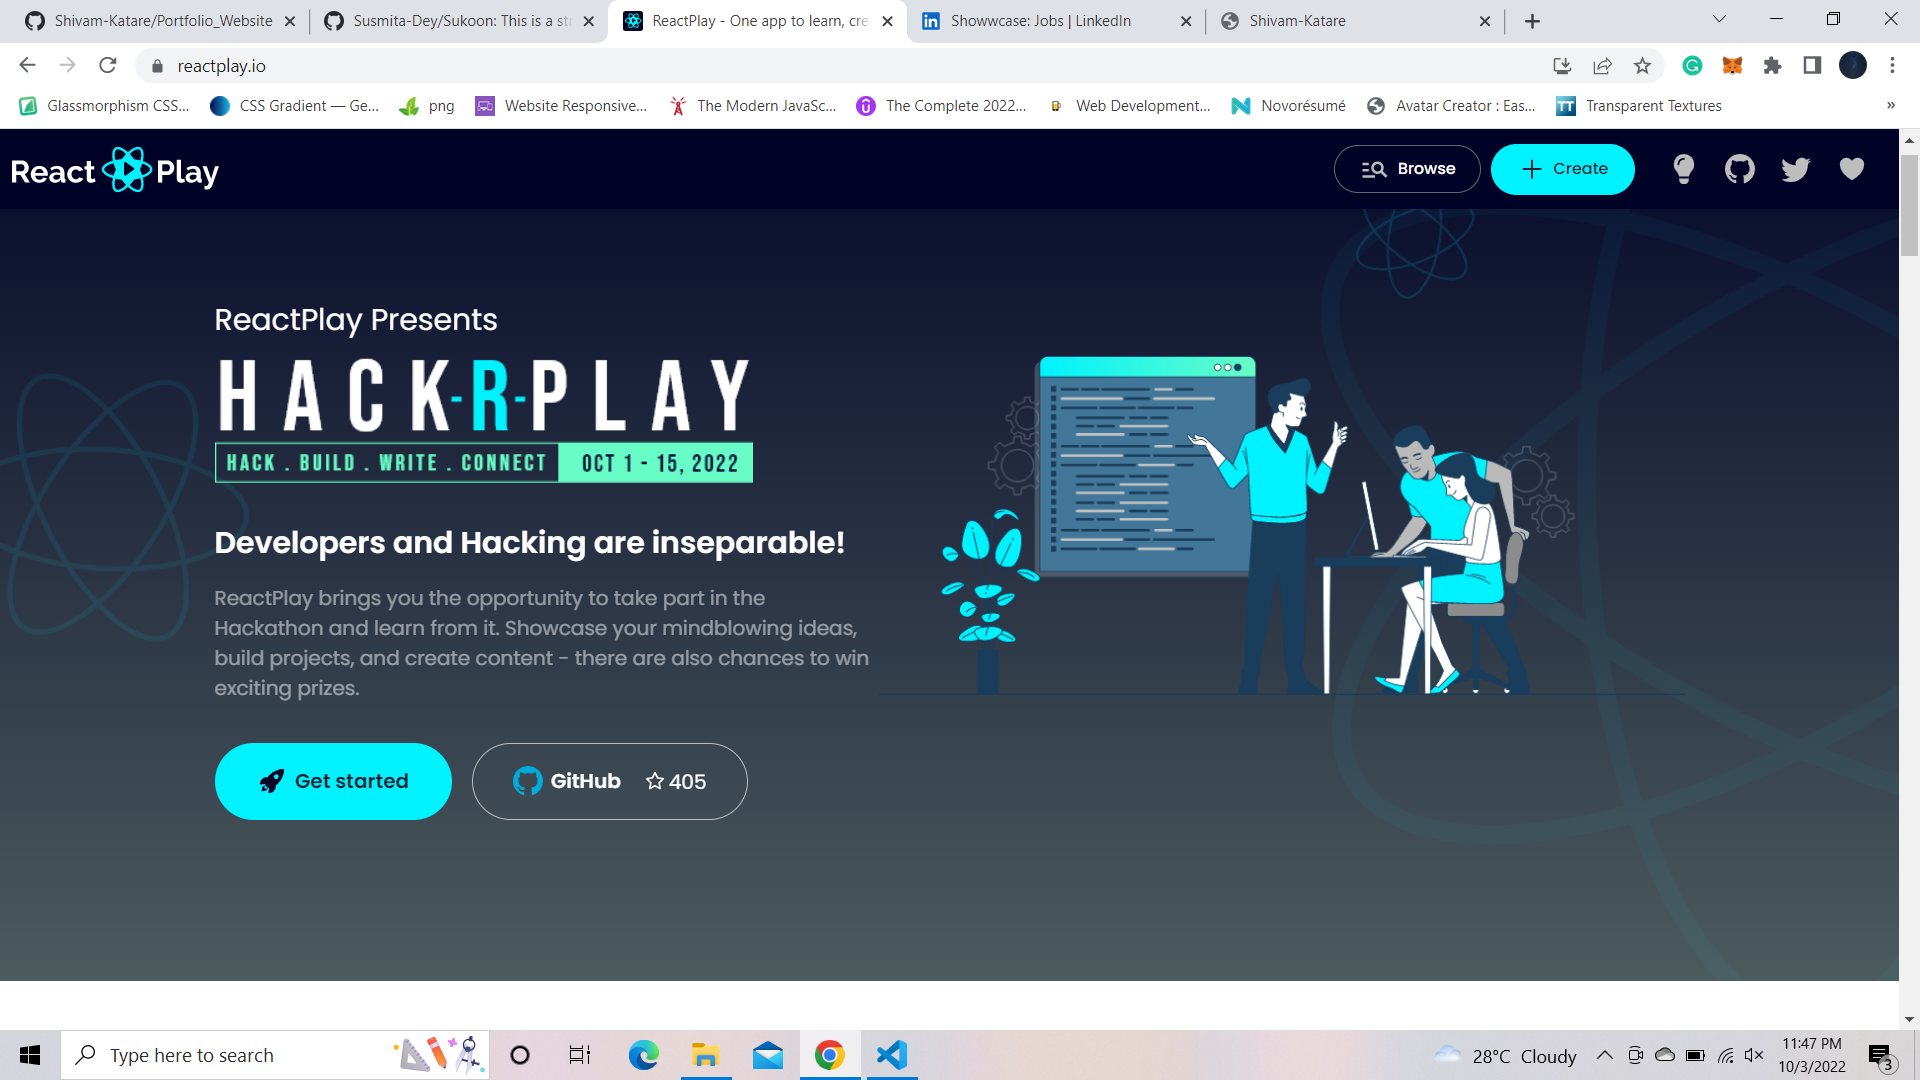 Shivam-Katare/Portfolio_Website
Susmita-Dey/Sukoon: This is a str
ReactPlay - One app to learn, cre
Showwcase: Jobs | LinkedIn
Shivam-Katare
reactplay.io
Glassmorphism CSS...
CSS Gradient — Ge...
png
Website Responsive...
The Modern JavaSc...
The Complete 2022...
Web Development...
Novorésumé
Avatar Creator : Eas...
TT
Transparent Textures
»
React Play
Browse
Create
ReactPlay Presents
HACK-R-PLAY
HACK . BUILD . WRITE . CONNECT
OCT 1 - 15, 2022
Developers and Hacking are inseparable!
ReactPlay brings you the opportunity to take part in the
Hackathon and learn from it. Showcase your mindblowing ideas,
build projects, and create content - there are also chances to win
exciting prizes.
Get started
GitHub
405
Type here to search
28°C Cloudy
11:47 PM
10/3/2022
3